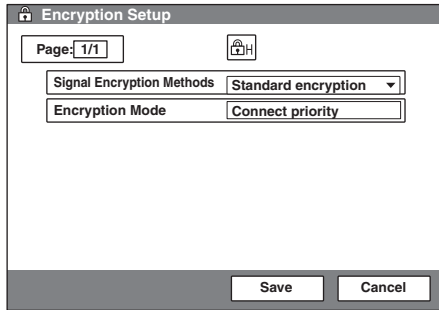 Encryption Setup
Page: 1/1
H
Signal Encryption Methods Standard encryption
Encryption Mode Connect priority
Save Cancel